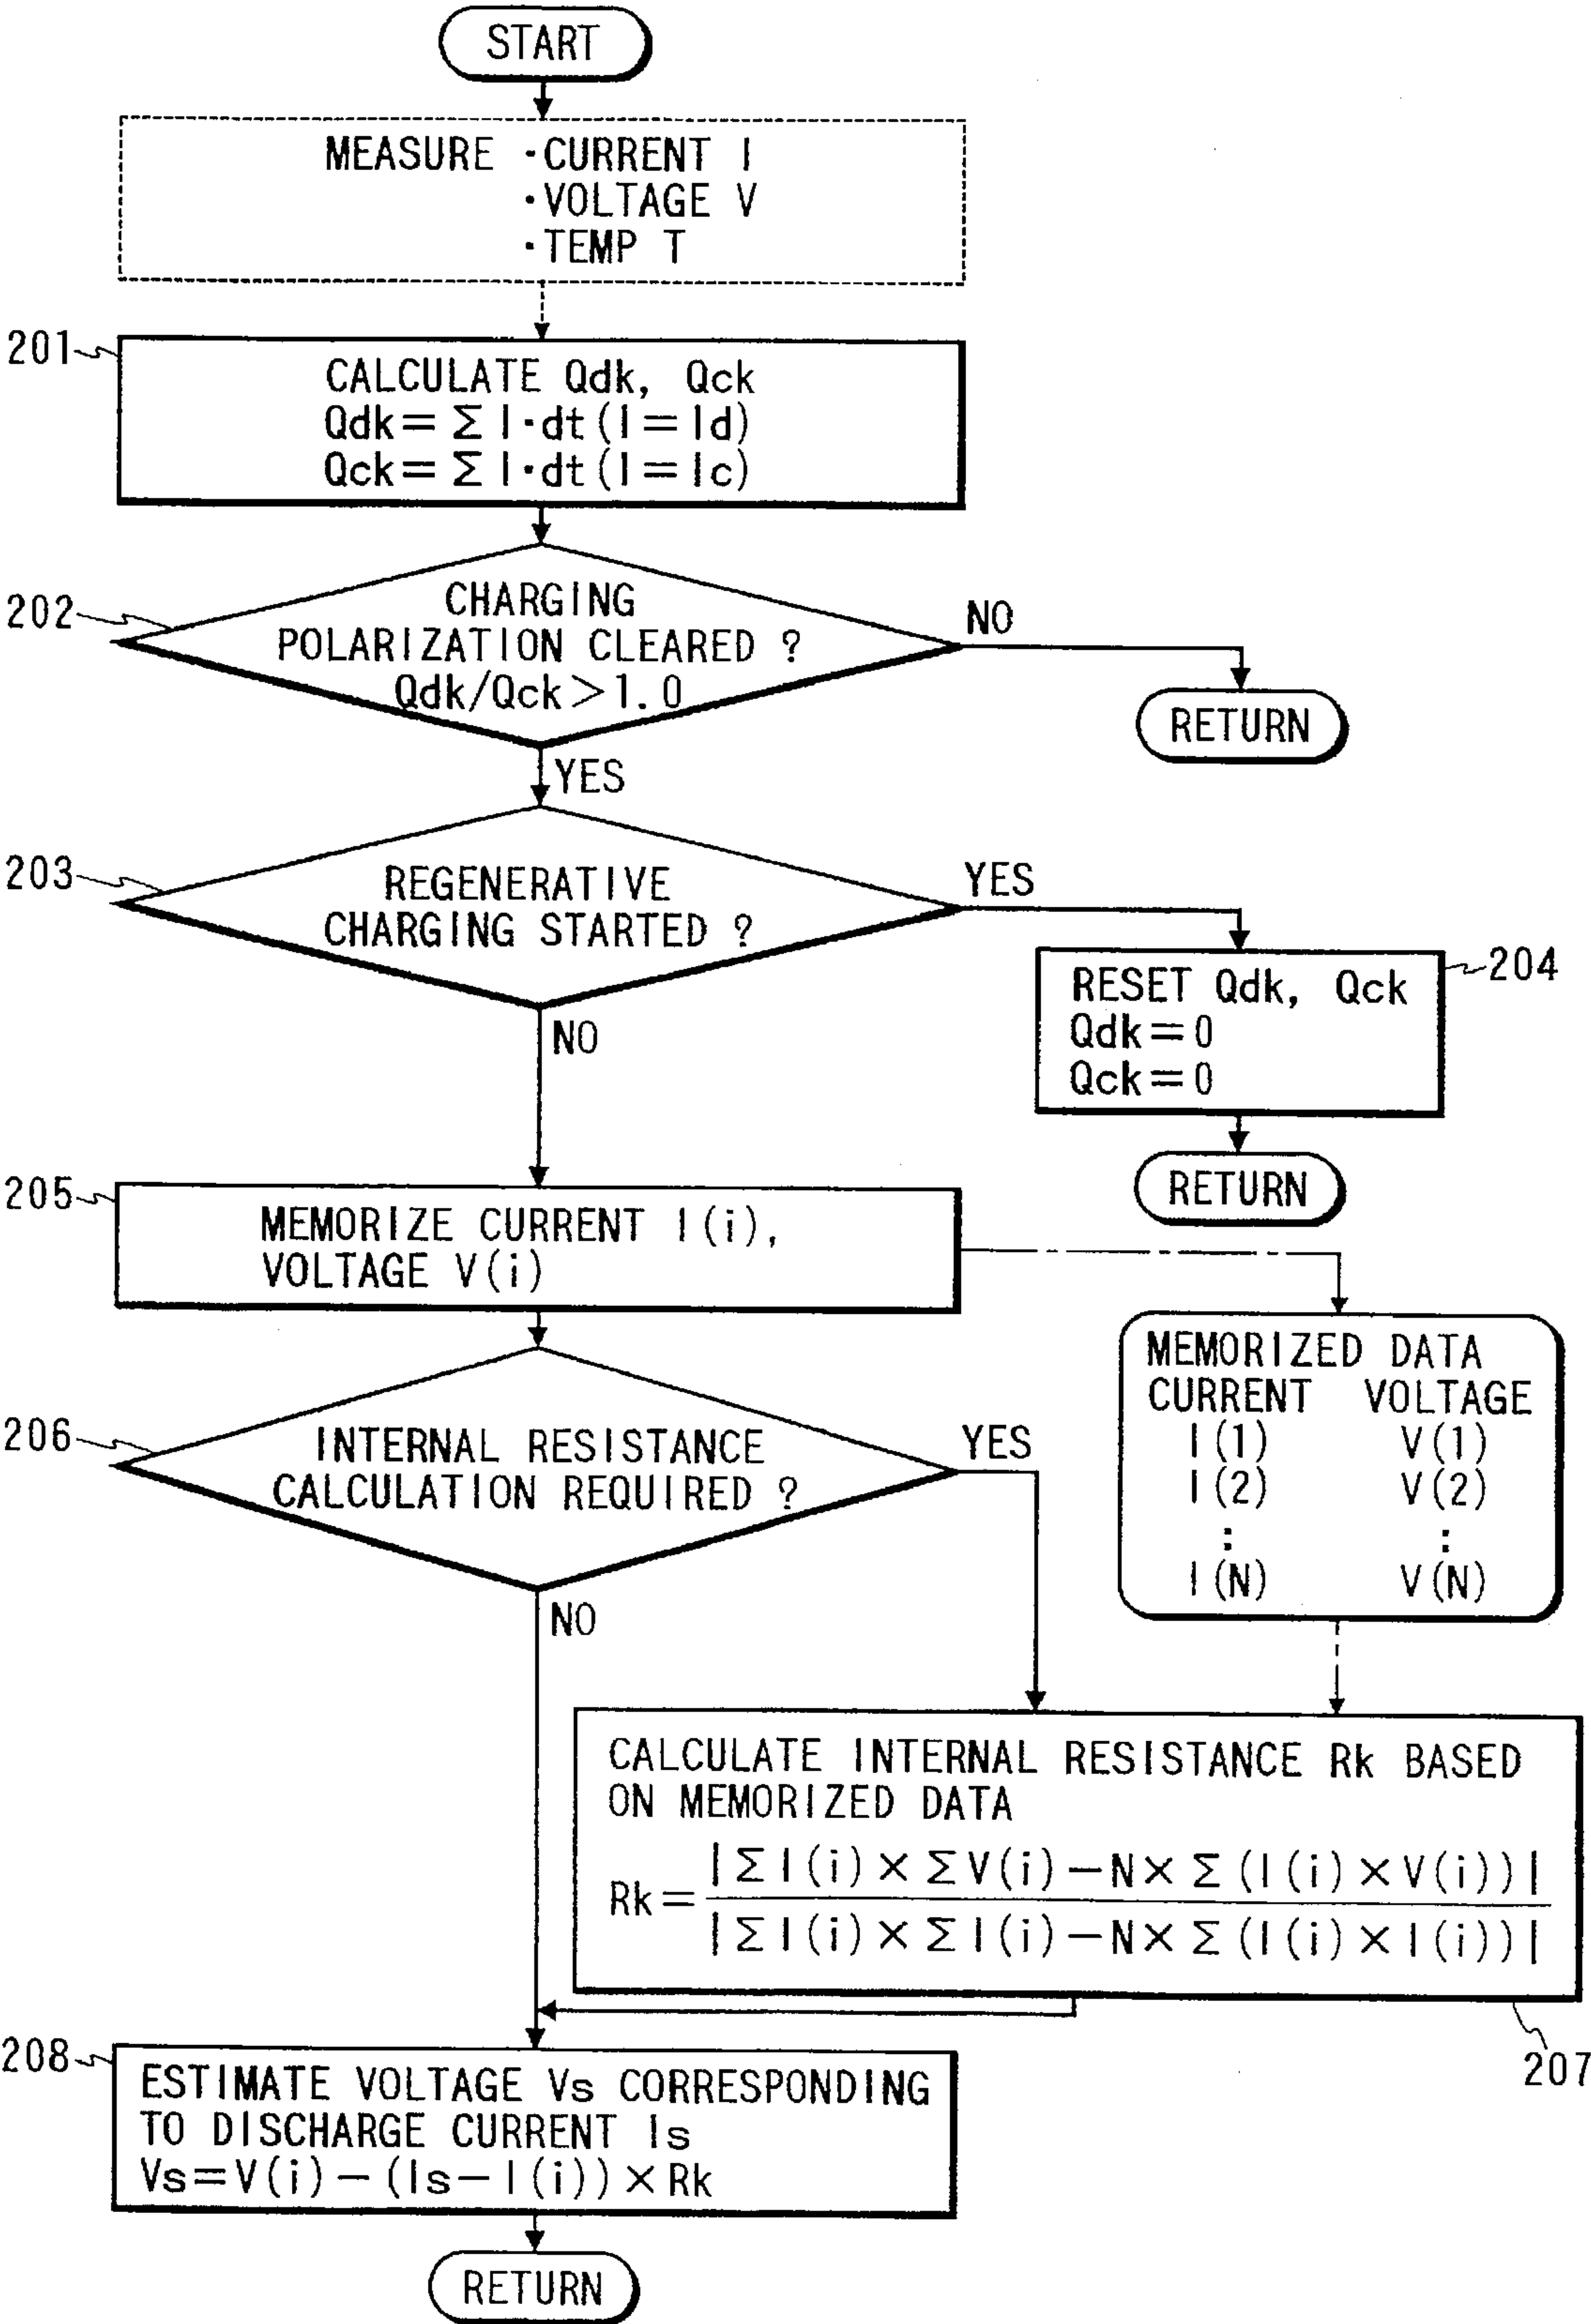 START
MEASURE ·CURRENT I
·VOLTAGE V
·TEMP T
201
CALCULATE Qdk, Qck
Qdk=Σ I·dt(I=Id)
Qck=Σ I·dt(I=Ic)
202
CHARGING
POLARIZATION CLEARED ?
Qdk/Qck>1.0
NO
RETURN
YES
203
REGENERATIVE
CHARGING STARTED ?
YES
204
RESET Qdk, Qck
Qdk=0
Qck=0
RETURN
NO
205
MEMORIZE CURRENT I(i),
VOLTAGE V(i)
MEMORIZED DATA
CURRENT VOLTAGE
I(1) V(1)
I(2) V(2)
: :
I(N) V(N)
206
INTERNAL RESISTANCE
CALCULATION REQUIRED ?
YES
NO
CALCULATE INTERNAL RESISTANCE Rk BASED
ON MEMORIZED DATA
Rk=|Σ I(i)×ΣV(i)−N×Σ(I(i)×V(i))|
|Σ I(i)×Σ I(i)−N×Σ(I(i)×I(i))|
207
208
ESTIMATE VOLTAGE Vs CORRESPONDING
TO DISCHARGE CURRENT Is
Vs=V(i)−(Is−I(i))×Rk
RETURN